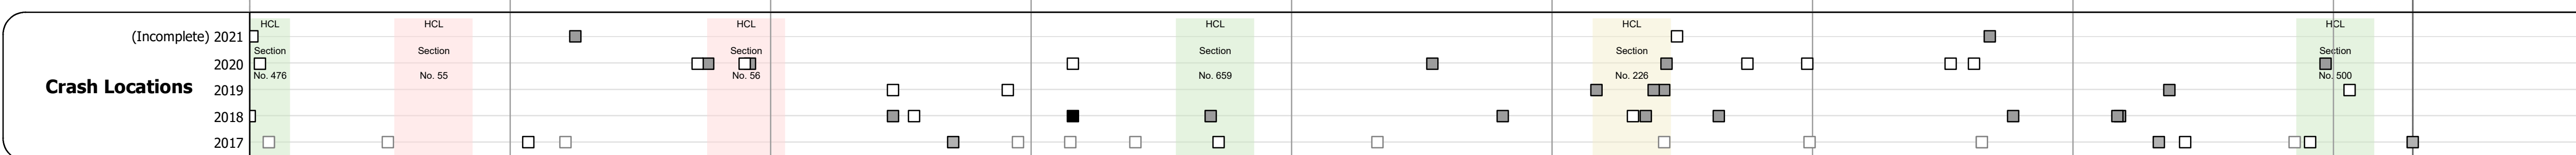 HCL HCL HCL HCL HCL HCL
(Incomplete) 2021
Section Section Section Section Section Section
2020
No. 476 No. 55 No. 56 No. 659 No. 226 No. 500
Crash Locations 2019
2018
2017